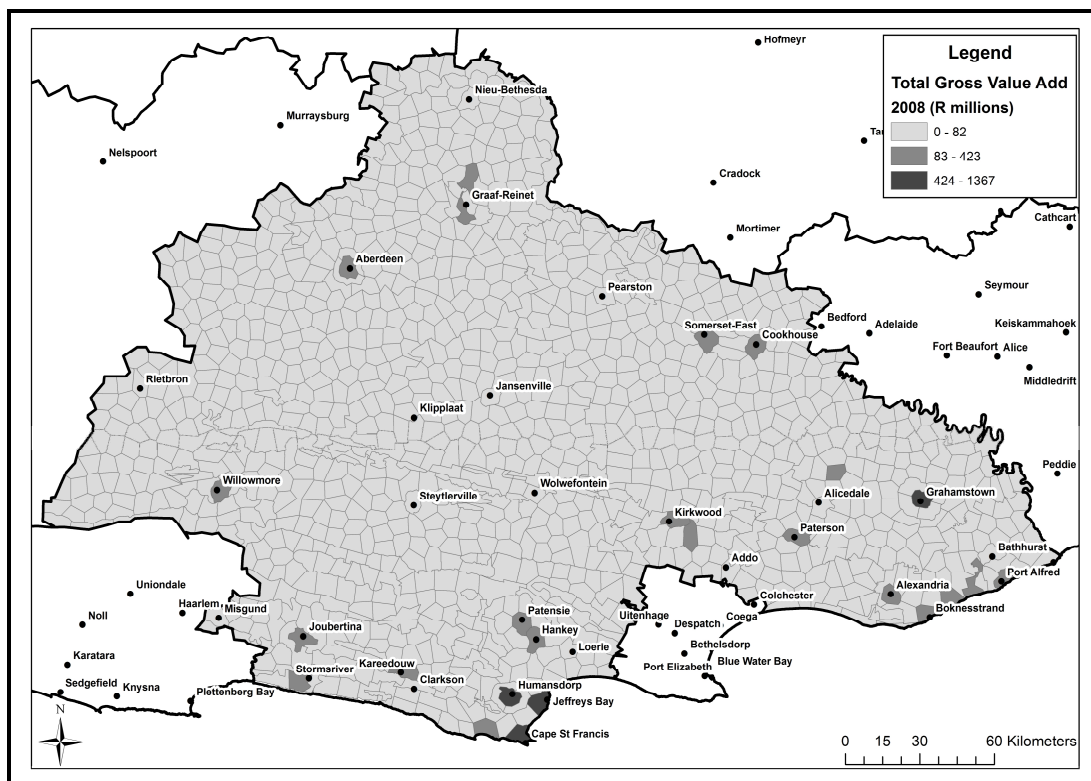 Hofmeyr
Legend
Total Gross Value Add
2008 (R millions)
0 - 82
83 - 423
424 - 1367
Nieu-Bethesda
Murraysburg
Ta
Nelspoort
Cradock
Graaf-Reinet
Cathcart
Mortimer
Aberdeen
Seymour
Pearston
Bedford
Keiskammahoek
Somerset-East
Adelaide
Cookhouse
Fort Beaufort
Alice
Middledrift
Rietbron
Jansenville
Klipplaat
Peddie
Willowmore
Wolwefontein
Grahamstown
Alicedale
Steytlerville
Kirkwood
Paterson
Bathhurst
Addo
Port Alfred
Uniondale
Alexandria
Colchester
Haarlem
Misgund
Boknesstrand
Noll
Patensie
Uitenhage
Coega
Despatch
Joubertina
Hankey
Loerie
Bethelsdorp
Karatara
Stormsriver
Kareedouw
Port Elizabeth
Blue Water Bay
Clarkson
Sedgefield
Knysna
Plettenberg Bay
Humansdorp
Jeffreys Bay
N
Cape St Francis
0 15 30 60 Kilometers